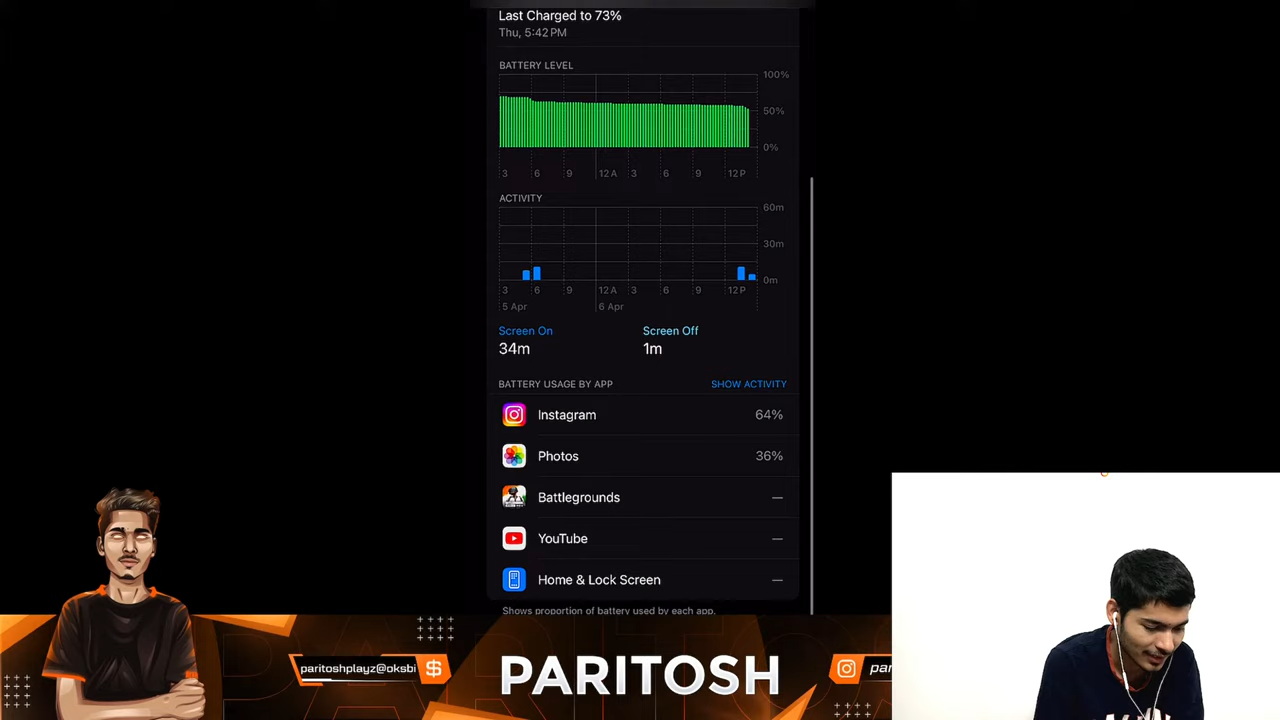 Last Charged to 73%
Thu, 5:42 PM
BATTERY LEVEL
100%
50%
0%
3 6 9 12 A 3 6 9 12 P
ACTIVITY
60m
30m
0m
3 6 9 12 A 3 6 9 12 P
5 Apr 6 Apr
Screen On Screen Off
34m 1m
BATTERY USAGE BY APP SHOW ACTIVITY
Instagram 64%
Photos 36%
Battlegrounds —
YouTube —
Home & Lock Screen —
Shows proportion of battery used by each app.
paritoshplayz@oksbi $
PARITOSH
par